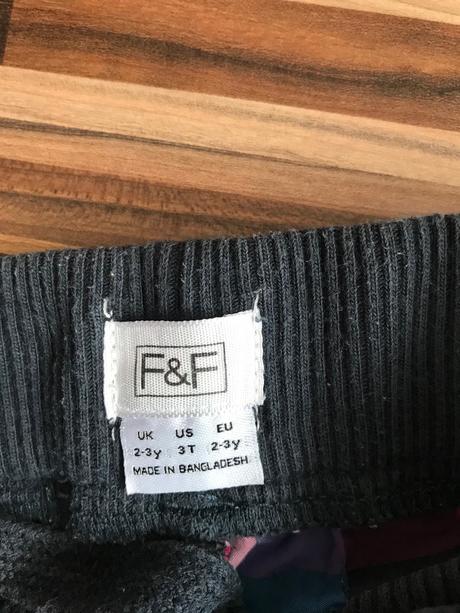 F&F
UK US EU
2-3y 3T 2-3y
MADE IN BANGLADESH